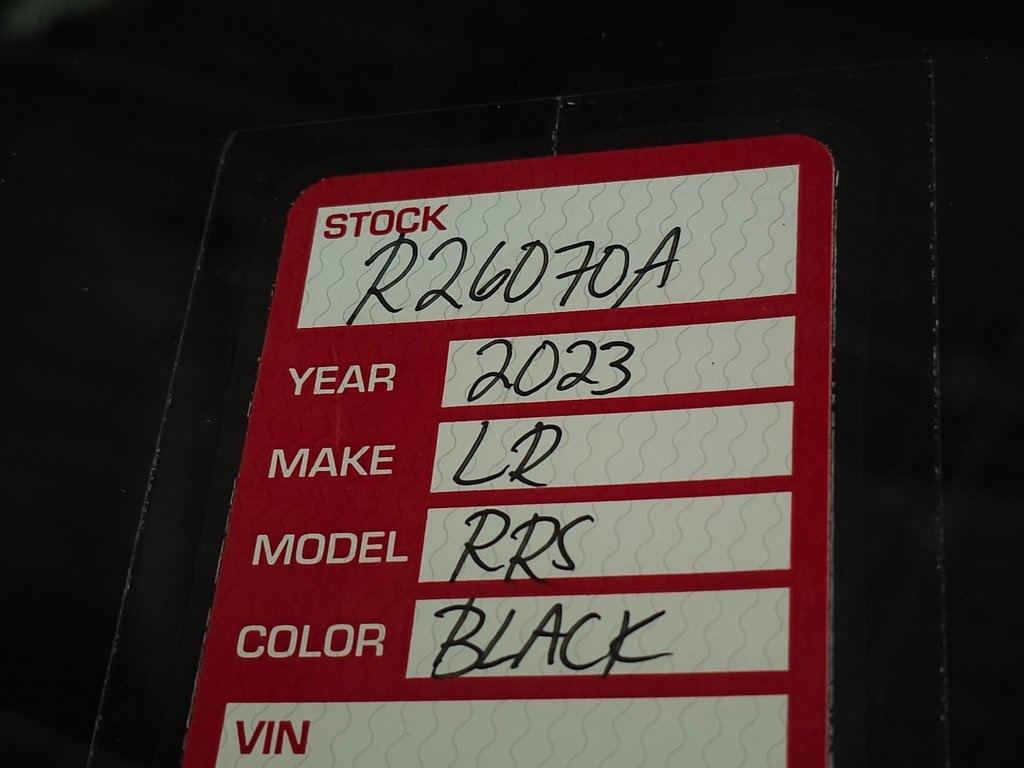 STOCK
R26070A
YEAR 2023
MAKE LR
MODEL RRS
COLOR BLACK
VIN